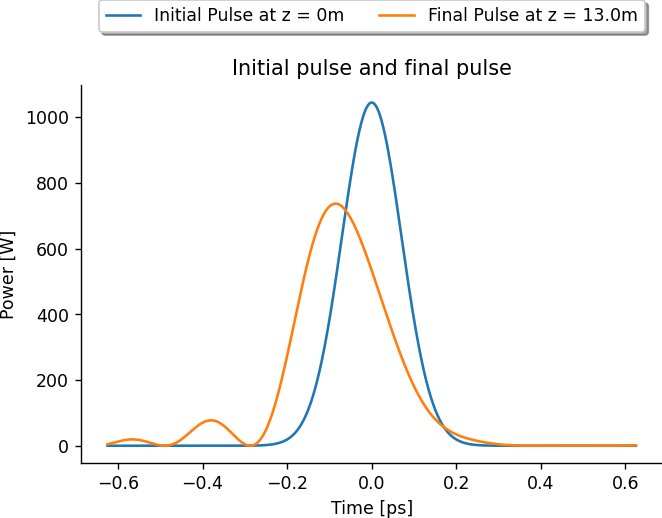 Initial Pulse at z = 0m Final Pulse at z = 13.0m
Initial pulse and final pulse
1000
800
600
400
200
0
Power [W]
−0.6 −0.4 −0.2 0.0 0.2 0.4 0.6
Time [ps]